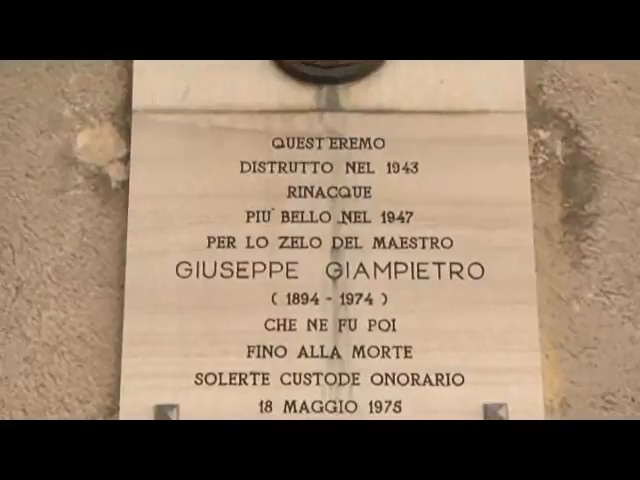 QUEST'EREMO
DISTRUTTO NEL 1943
RINACQUE
PIU' BELLO NEL 1947
PER LO ZELO DEL MAESTRO
GIUSEPPE GIAMPIETRO
( 1894 - 1974 )
CHE NE FU POI
FINO ALLA MORTE
SOLERTE CUSTODE ONORARIO
18 MAGGIO 1975